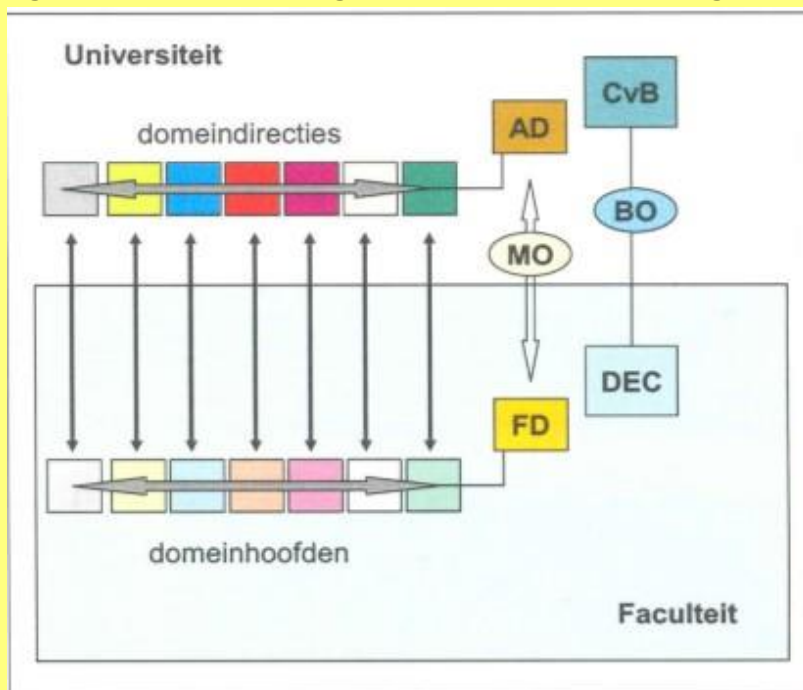 Universiteit
CvB
AD
domeindirecties
BO
MO
DEC
FD
domeinhoofden
Faculteit